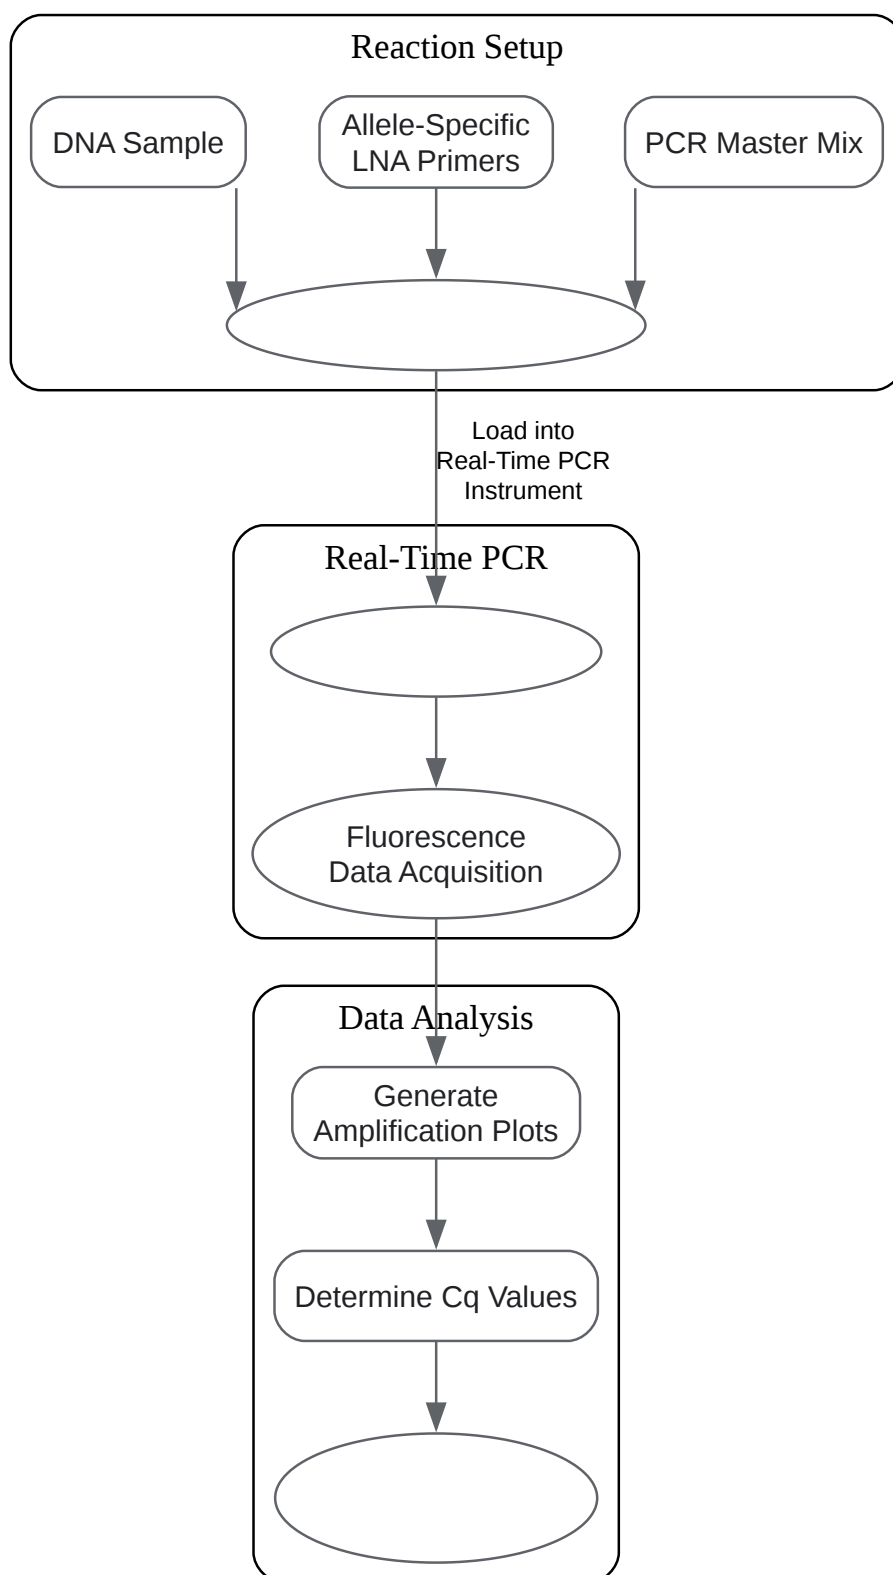 Reaction Setup
DNA Sample
Allele-Specific
LNA Primers
PCR Master Mix
Load into
Real-Time PCR
Instrument
Real-Time PCR
Fluorescence
Data Acquisition
Data Analysis
Generate
Amplification Plots
Determine Cq Values